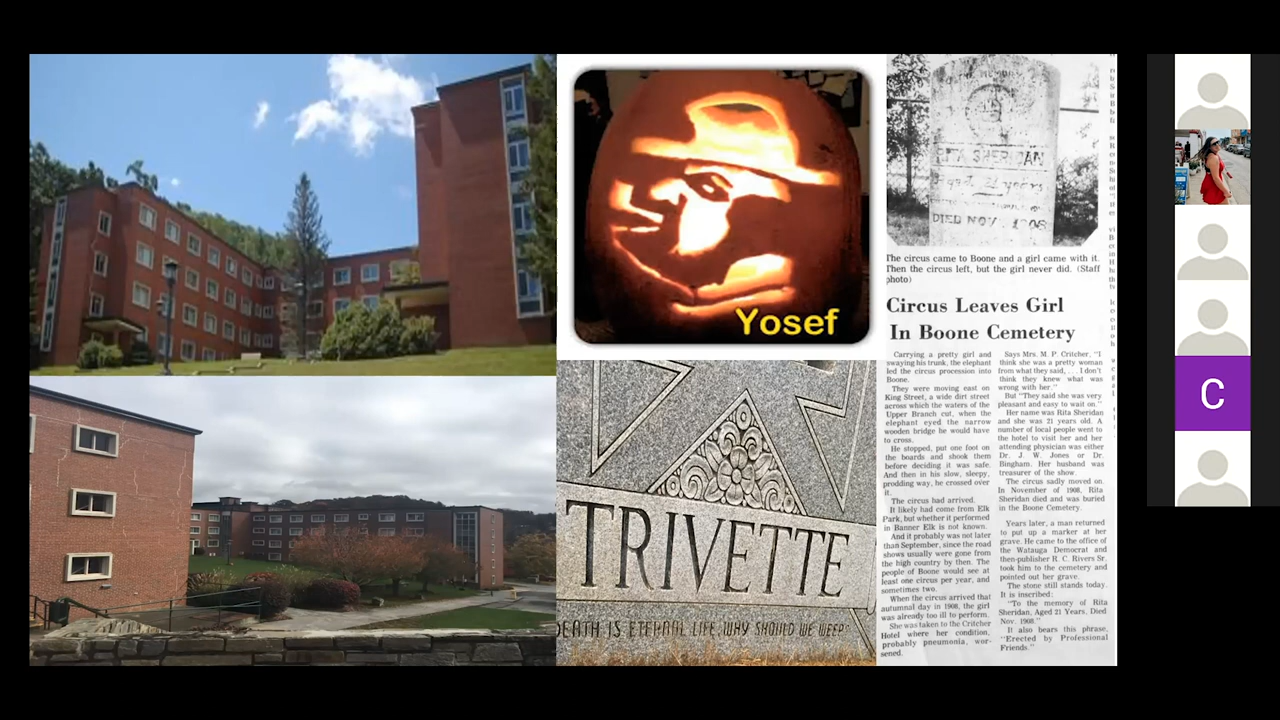 Yosef
TRIVETTE
DEATH IS ETERNAL LIFE, WHY SHOULD WE WEEP"
RITA SHERIDAN
DIED NOV 1908
The circus came to Boone and a girl came with it.
Then the circus left, but the girl never did. (Staff
photo)
Circus Leaves Girl
In Boone Cemetery
Carrying a pretty girl and
swaying his trunk, the elephant
led the circus procession into
Boone.
They were moving east on
King Street, a wide dirt street
across which the waters of the
Upper Branch cut, when the
elephant eyed the narrow
wooden bridge he would have
to cross.
He stopped, put one foot on
the boards and shook them
before deciding it was safe.
And then in his slow, sleepy,
prodding way, he crossed over
it.
The circus had arrived.
It likely had come from Elk
Park, but whether it performed
in Banner Elk is not known.
And it probably was not later
than September, since the road
shows usually were gone from
the high country by then. The
people of Boone would see at
least one circus per year, and
sometimes two.
When the circus arrived that
autumnal day in 1908, the girl
was already too ill to perform.
She was taken to the Critcher
Hotel where her condition,
probably pneumonia, wor-
sened.
Says Mrs. M. P. Critcher, "I
think she was a pretty woman
from what they said, . . . I don't
think they knew what was
wrong with her."
But "They said she was very
pleasant and easy to wait on."
Her name was Rita Sheridan
and she was 21 years old. A
number of local people went to
the hotel to visit her and her
attending physician was either
Dr. J. W. Jones or Dr.
Bingham. Her husband was
treasurer of the show.
The circus sadly moved on.
In November of 1908, Rita
Sheridan died and was buried
in the Boone Cemetery.
Years later, a man returned
to put up a marker at her
grave. He came to the office of
the Watauga Democrat and
then-publisher R. C. Rivers Sr.
took him to the cemetery and
pointed out her grave.
The stone still stands today.
It is inscribed:
"To the memory of Rita
Sheridan, Aged 21 Years, Died
Nov. 1908."
It also bears this phrase,
"Erected by Professional
Friends."
C